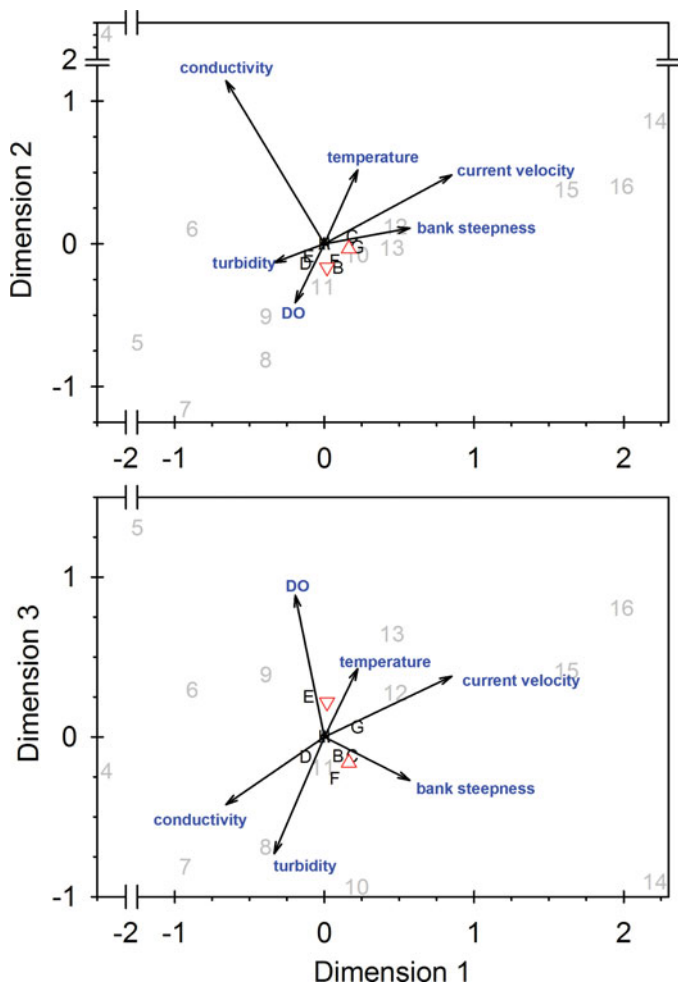 4
2
conductivity
1
14
temperature
current velocity
15 16
6
12
bank steepness
C
13
G
0
10
E
F
D
B
turbidity
11
DO
9
5
8
-1
7
Dimension 2
-2 -1 0 1 2
5
1
DO
16
13
temperature
15
current velocity
9
6
12
E
G
0
D
B C
11
F
4
bank steepness
conductivity
8
turbidity
7
10
14
-1
Dimension 3
-2 -1 0 1 2
Dimension 1